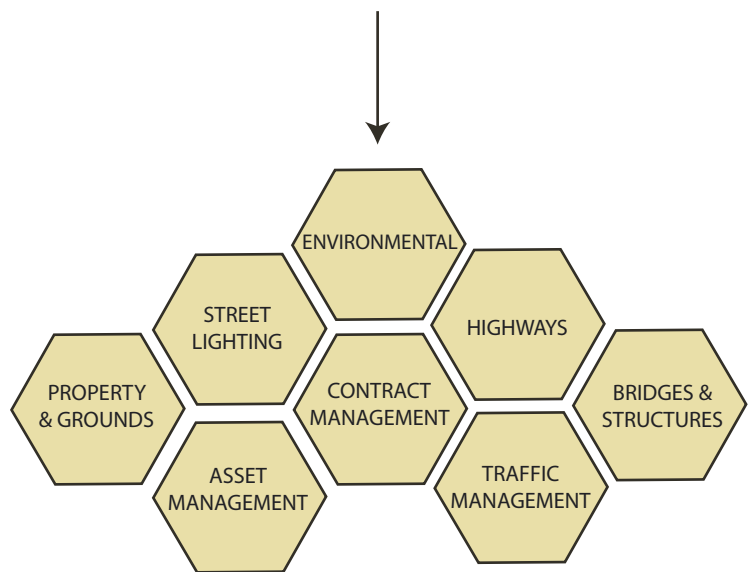 ENVIRONMENTAL
STREET
LIGHTING
HIGHWAYS
PROPERTY
& GROUNDS
CONTRACT
MANAGEMENT
BRIDGES &
STRUCTURES
ASSET
MANAGEMENT
TRAFFIC
MANAGEMENT